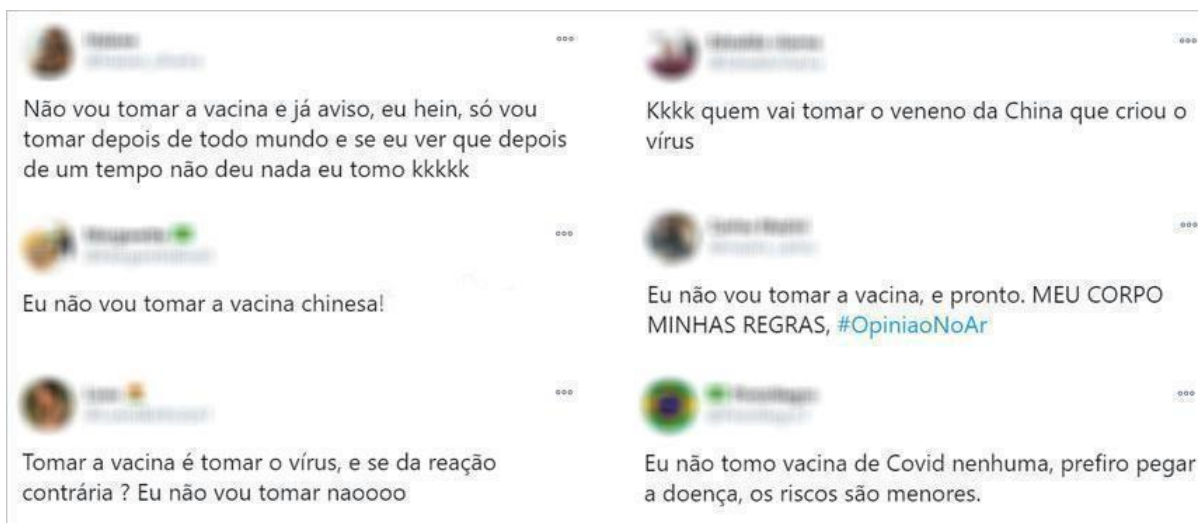 Não vou tomar a vacina e já aviso, eu hein, só vou
tomar depois de todo mundo e se eu ver que depois
de um tempo não deu nada eu tomo kkkkk
Kkkk quem vai tomar o veneno da China que criou o
vírus
Eu não vou tomar a vacina chinesa!
Eu não vou tomar a vacina, e pronto. MEU CORPO
MINHAS REGRAS, #OpiniaoNoAr
Tomar a vacina é tomar o vírus, e se da reação
contrária ? Eu não vou tomar naoooo
Eu não tomo vacina de Covid nenhuma, prefiro pegar
a doença, os riscos são menores.